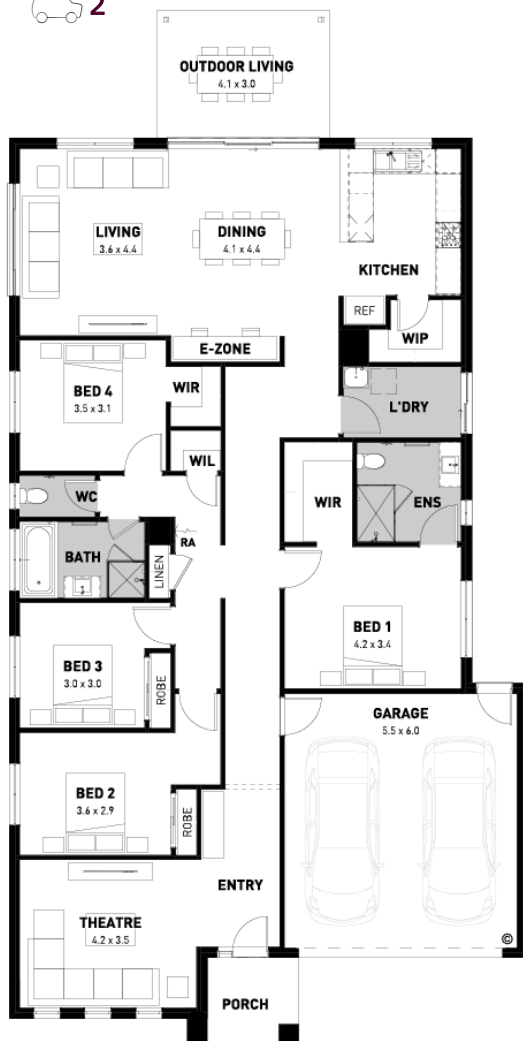 2
OUTDOOR LIVING
4.1 x 3.0
LIVING
3.6 x 4.4
DINING
4.1 x 4.4
KITCHEN
REF
WIP
E-ZONE
BED 4
3.5 x 3.1
WIR
L'DRY
WIL
WC
WIR
ENS
BATH
RA
LINEN
BED 1
4.2 x 3.4
BED 3
3.0 x 3.0
ROBE
GARAGE
5.5 x 6.0
BED 2
3.6 x 2.9
ROBE
ENTRY
THEATRE
4.2 x 3.5
©
PORCH